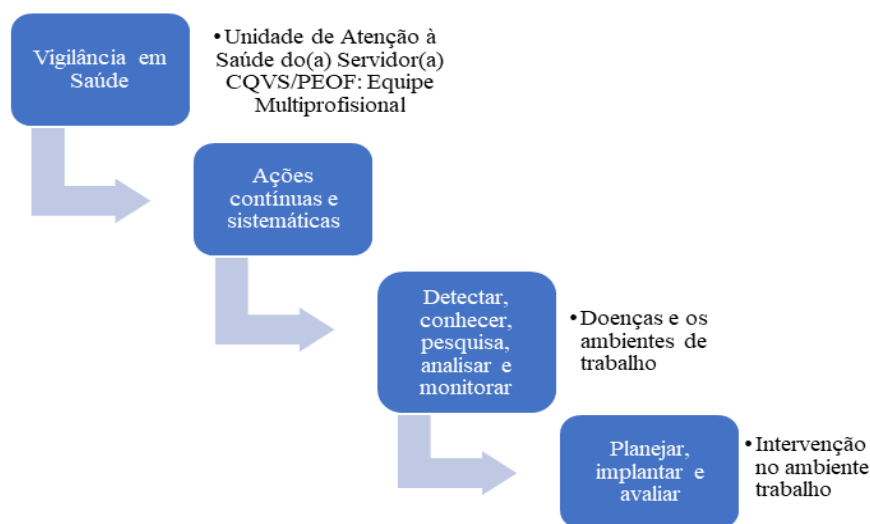 Vigilância em
Saúde
•Unidade de Atenção à
Saúde do(a) Servidor(a)
CQVS/PEOF: Equipe
Multiprofisional
Ações
contínuas e
sistemáticas
Detectar,
conhecer,
pesquisa,
analisar e
monitorar
•Doenças e os
ambientes de
trabalho
Planejar,
implantar e
avaliar
•Intervenção
no ambiente
trabalho